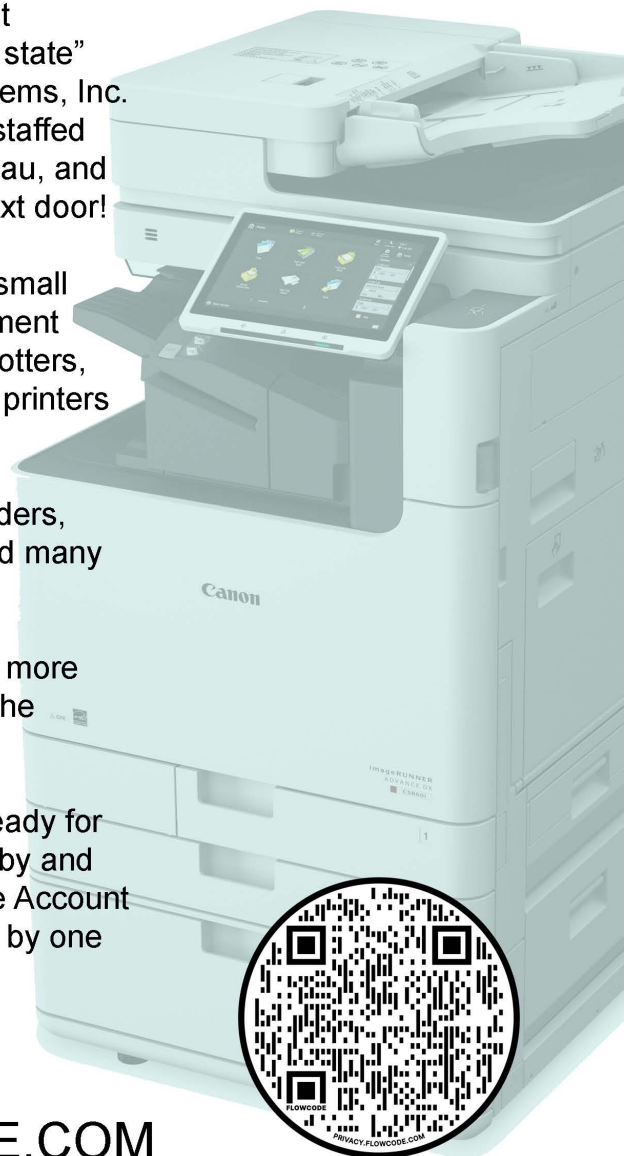 t
state”
ems, Inc.
staffed
au, and
xt door!
small
ment
otters,
printers
ders,
d many
Canon
more
he
imageRUNNER
ADVANCE DX
1
eady for
by and
e Account
by one
FLOWCODE
PRIVACY.FLOWCODE.COM
E.COM